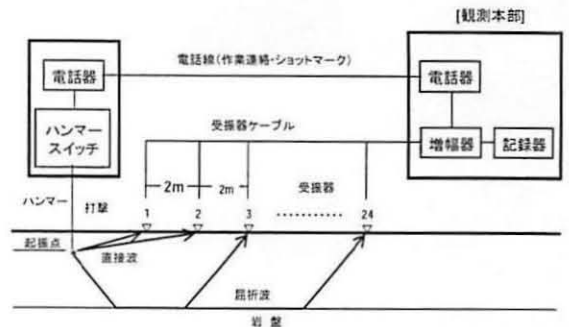 [観測本部]
電話線(作業連絡・ショットマーク)
電話器
電話器
ハンマー
スイッチ
受振器ケーブル
増幅器
記録器
2m
2m
受振器
ハンマー
打撃
1
2
3
………
24
起振点
直接波
屈折波
岩盤